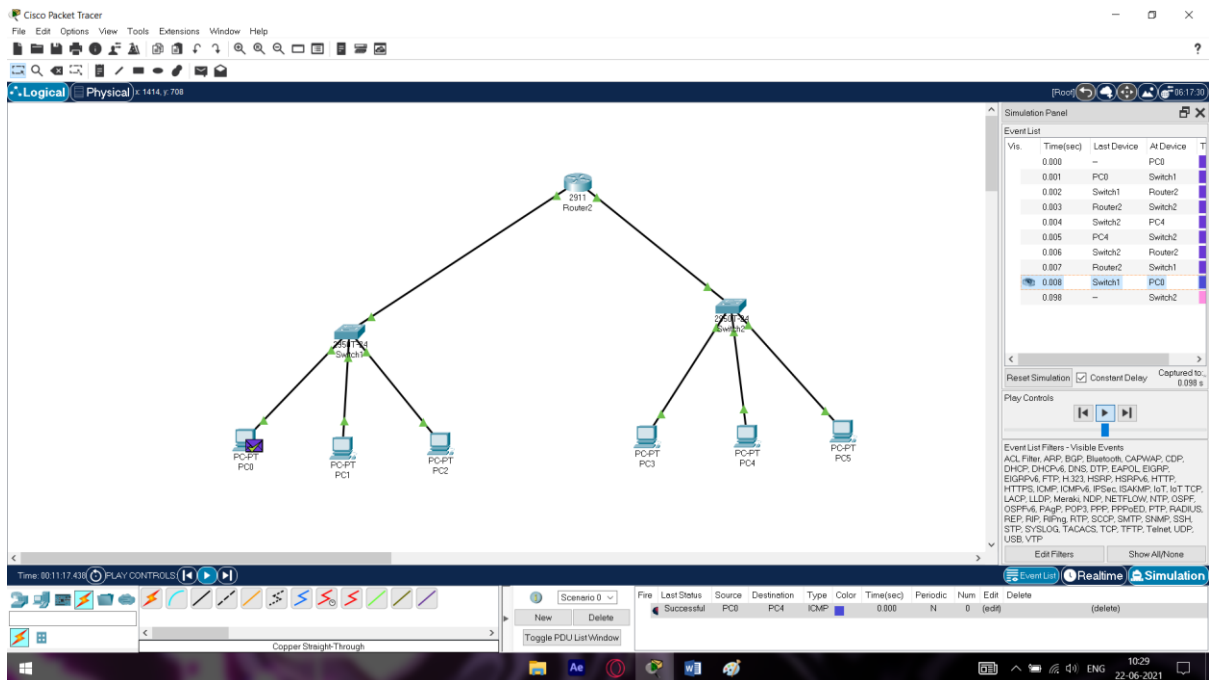 Cisco Packet Tracer
File Edit Options View Tools Extensions Window Help
?
Logical Physical x: 1414, y: 708 [Root] 06:17:30
Simulation Panel
Event List
Vis. Time(sec) Last Device At Device T
0.000 -- PC0
0.001 PC0 Switch1
0.002 Switch1 Router2
0.003 Router2 Switch2
0.004 Switch2 PC4
0.005 PC4 Switch2
0.006 Switch2 Router2
0.007 Router2 Switch1
0.008 Switch1 PC0
0.098 -- Switch2
Reset Simulation Constant Delay Captured to:
0.098 s
Play Controls
Event List Filters - Visible Events
ACL Filter, ARP, BGP, Bluetooth, CAPWAP, CDP,
DHCP, DHCPv6, DNS, DTP, EAPOL, EIGRP,
EIGRPv6, FTP, H.323, HSRP, HSRPv6, HTTP,
HTTPS, ICMP, ICMPv6, IPSec, ISAKMP, IoT, IoT TCP,
LACP, LLDP, Meraki, NDP, NETFLOW, NTP, OSPF,
OSPFv6, PAgP, POP3, PPP, PPPoED, PTP, RADIUS,
REP, RIP, RIPng, RTP, SCCP, SMTP, SNMP, SSH,
STP, SYSLOG, TACACS, TCP, TFTP, Telnet, UDP,
USB, VTP
Edit Filters Show All/None
2911
Router2
2950T-24
Switch1
2950T-24
Switch2
PC-PT
PC0
PC-PT
PC1
PC-PT
PC2
PC-PT
PC3
PC-PT
PC4
PC-PT
PC5
Time: 00:11:17.438 PLAY CONTROLS: Event List Realtime Simulation
Scenario 0
New Delete
Toggle PDU List Window
Fire Last Status Source Destination Type Color Time(sec) Periodic Num Edit Delete
Successful PC0 PC4 ICMP 0.000 N 0 (edit) (delete)
Copper Straight-Through
Ae ENG 10:29
22-06-2021